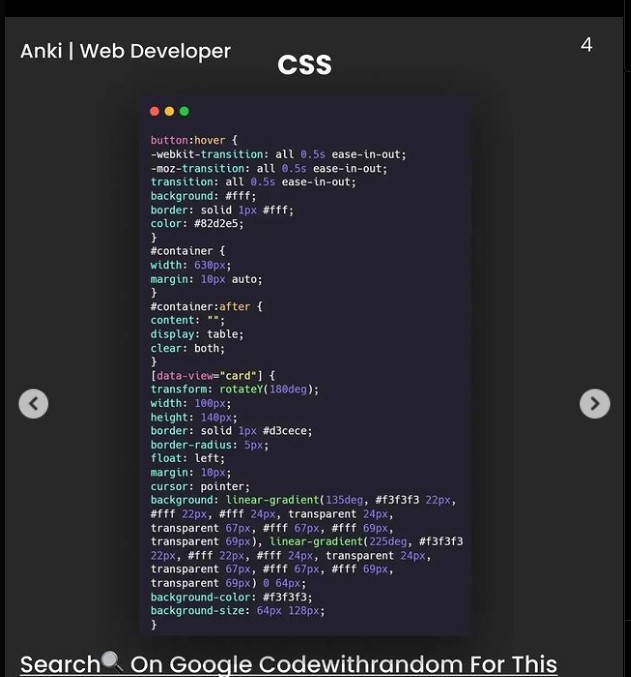 Anki | Web Developer
4
CSS
button:hover {
-webkit-transition: all 0.5s ease-in-out;
-moz-transition: all 0.5s ease-in-out;
transition: all 0.5s ease-in-out;
background: #fff;
border: solid 1px #fff;
color: #82d2e5;
}
#container {
width: 630px;
margin: 10px auto;
}
#container:after {
content: "";
display: table;
clear: both;
}
[data-view="card"] {
transform: rotateY(180deg);
width: 100px;
height: 140px;
border: solid 1px #d3cece;
border-radius: 5px;
float: left;
margin: 10px;
cursor: pointer;
background: linear-gradient(135deg, #f3f3f3 22px,
#fff 22px, #fff 24px, transparent 24px,
transparent 67px, #fff 67px, #fff 69px,
transparent 69px), linear-gradient(225deg, #f3f3f3
22px, #fff 22px, #fff 24px, transparent 24px,
transparent 67px, #fff 67px, #fff 69px,
transparent 69px) 0 64px;
background-color: #f3f3f3;
background-size: 64px 128px;
}
Search🔍 On Google Codewithrandom For This